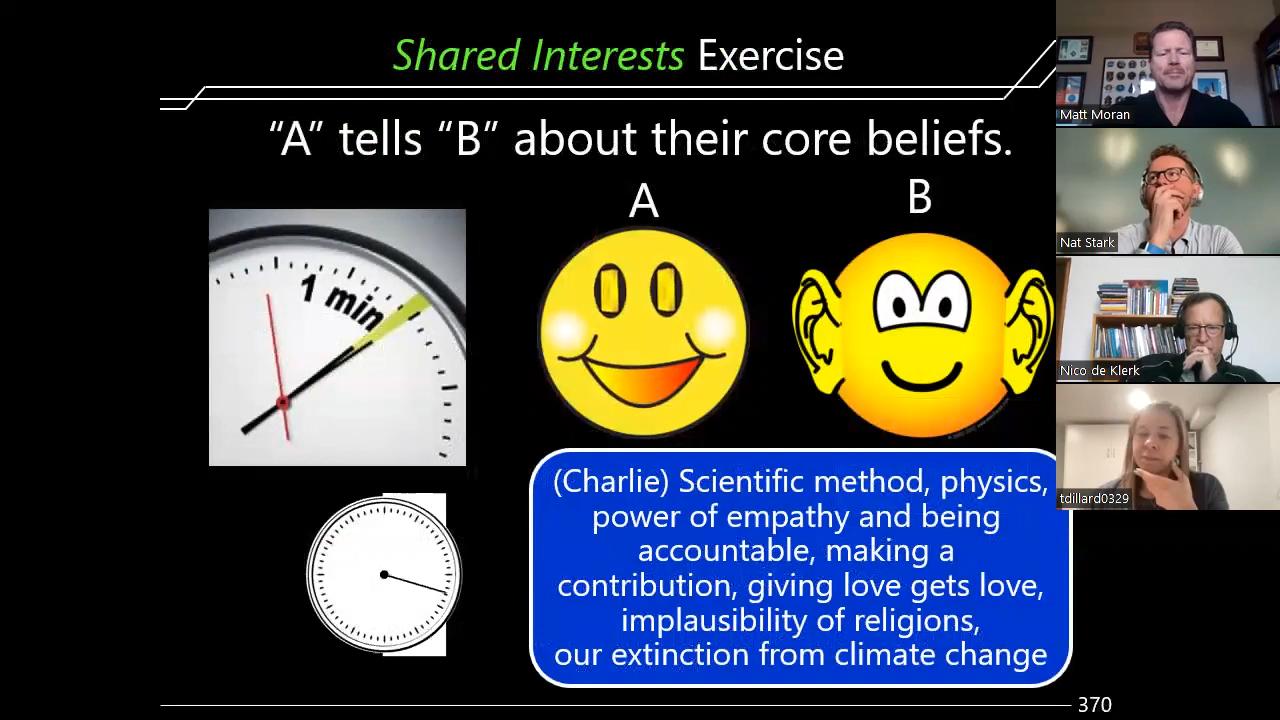 Shared Interests Exercise
“A” tells “B” about their core beliefs.
A
B
1 min
(Charlie) Scientific method, physics,
power of empathy and being
accountable, making a
contribution, giving love gets love,
implausibility of religions,
our extinction from climate change
370
Matt Moran
Nat Stark
Nico de Klerk
tdillard0329